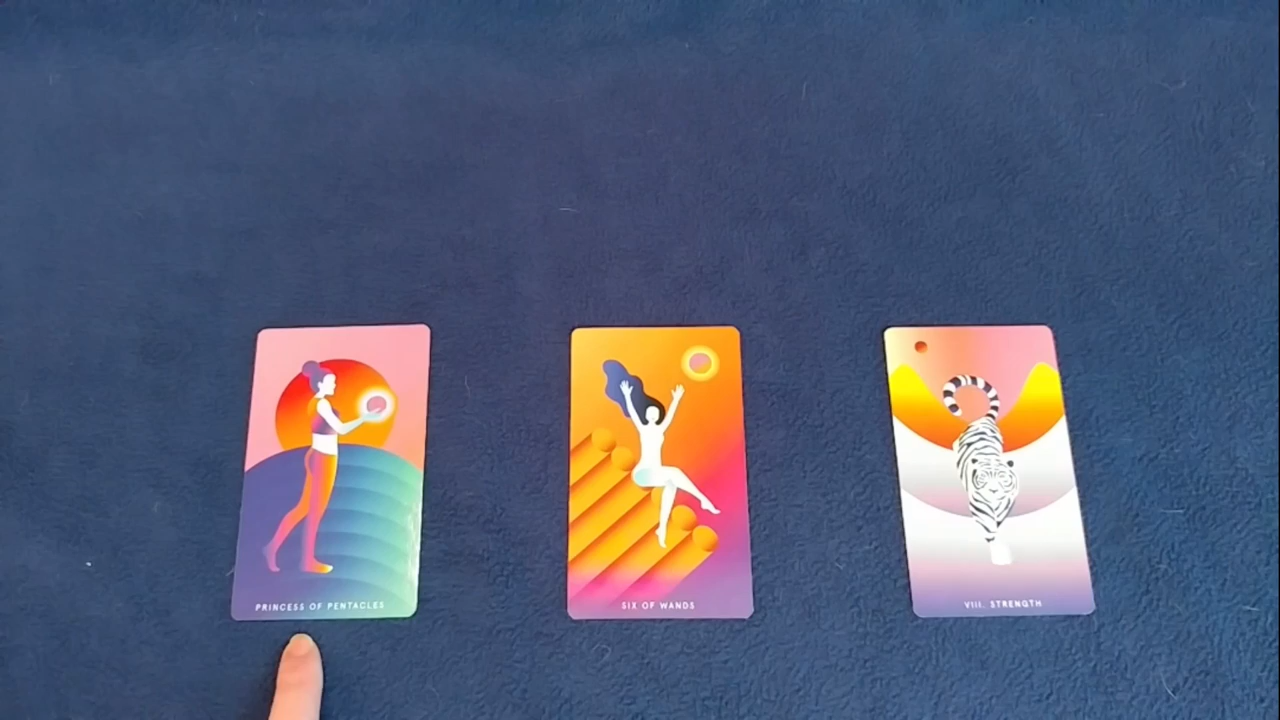 PRINCESS OF PENTACLES
SIX OF WANDS
VIII. STRENGTH